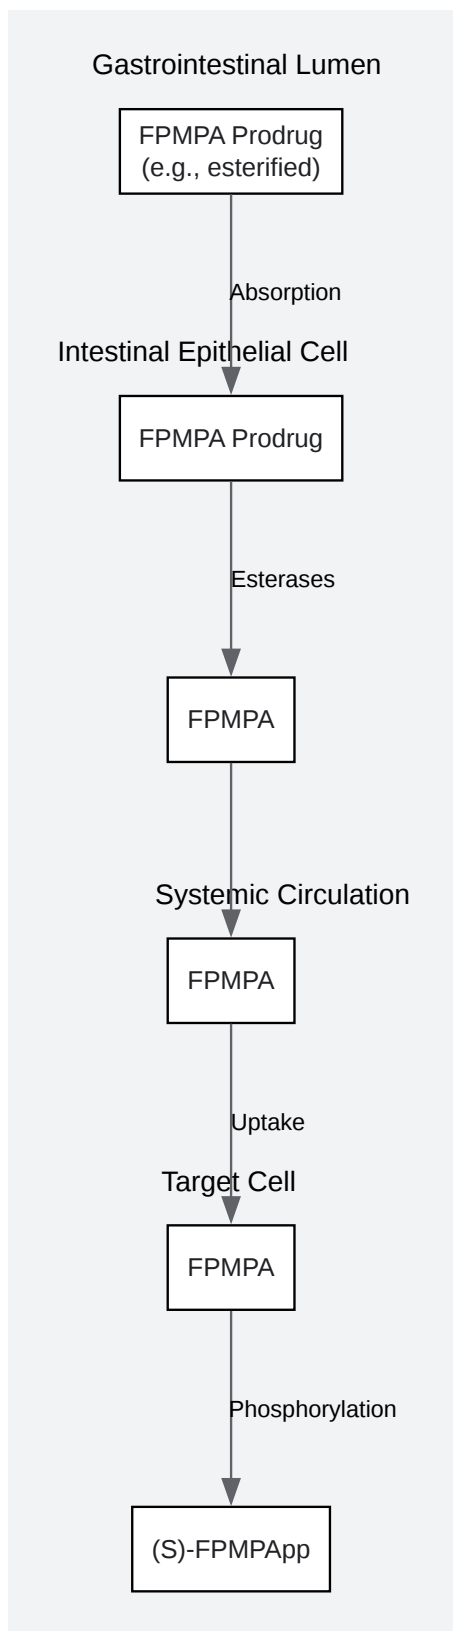 Gastrointestinal Lumen
FPMPA Prodrug
(e.g., esterified)
Absorption
Intestinal Epithelial Cell
FPMPA Prodrug
Esterases
FPMPA
Systemic Circulation
FPMPA
Uptake
Target Cell
FPMPA
Phosphorylation
(S)-FPMPApp